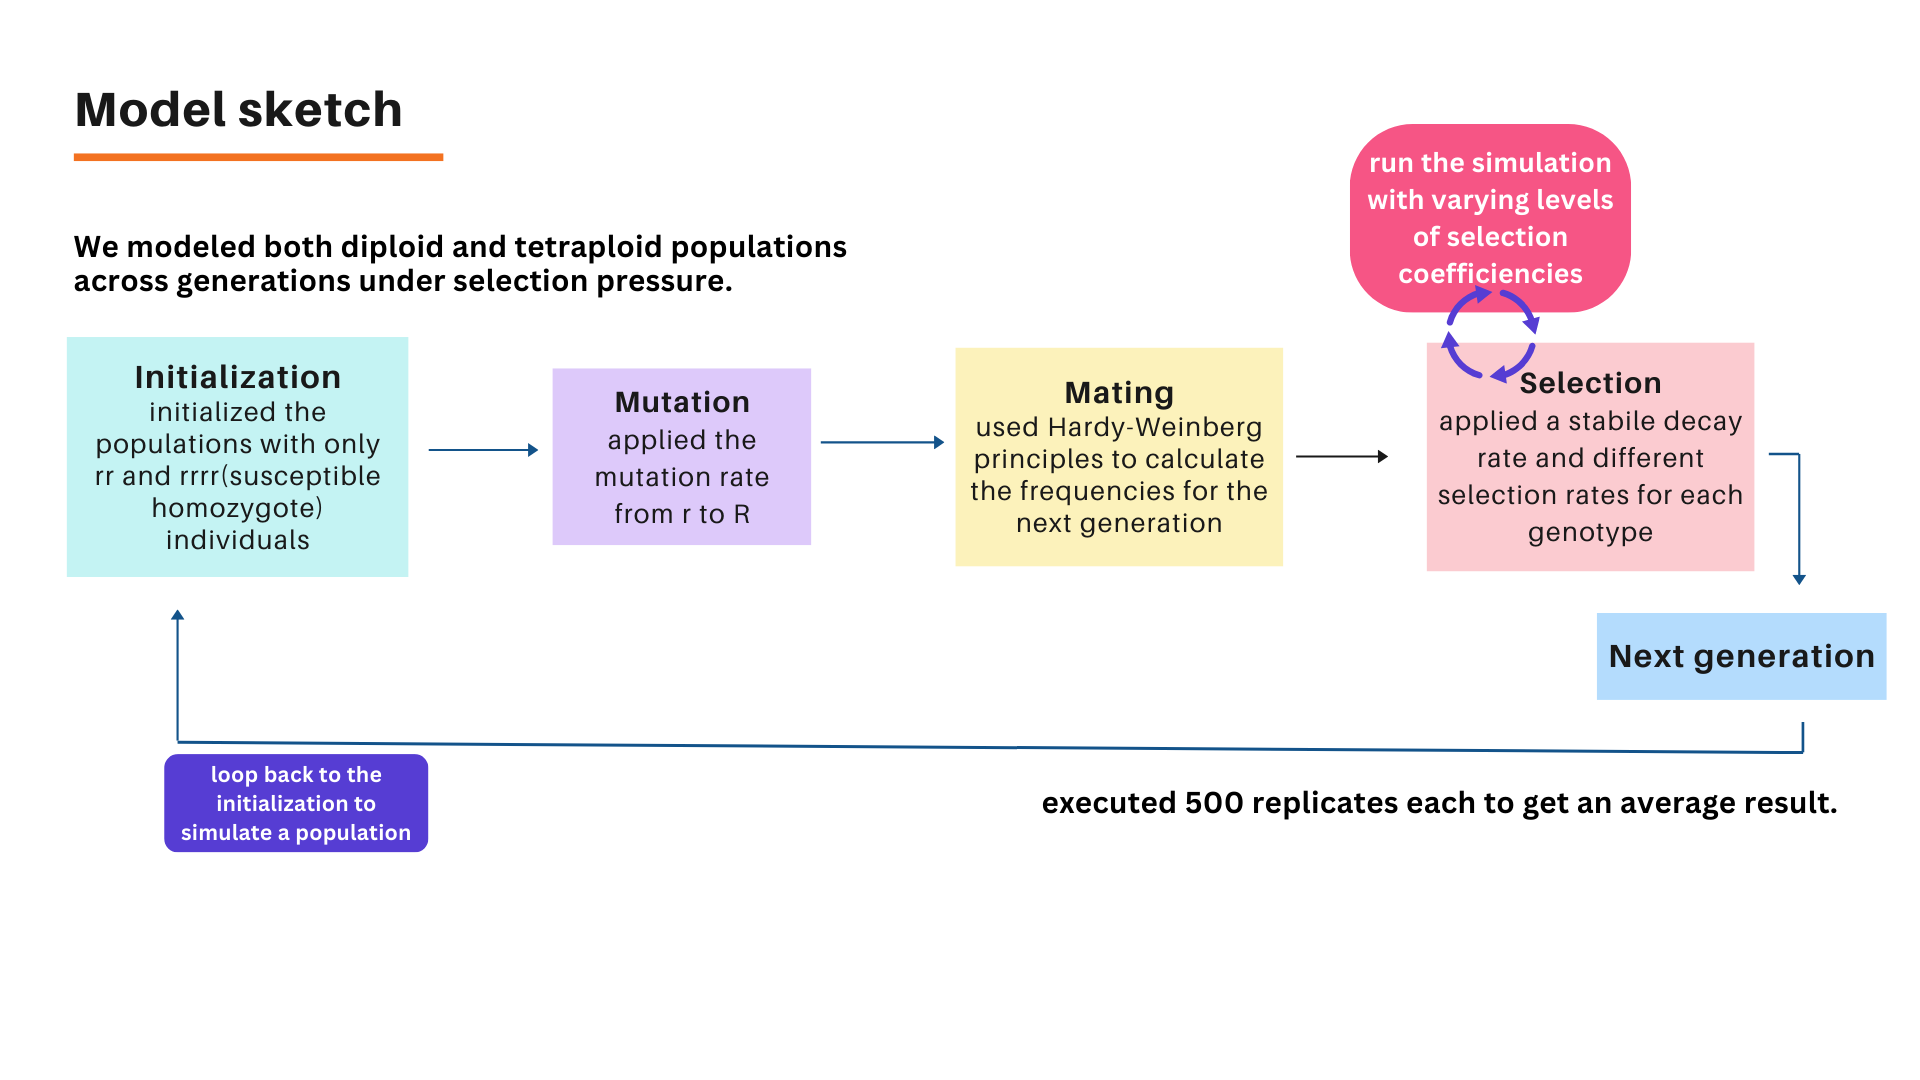 Model sketch
We modeled both diploid and tetraploid populations
across generations under selection pressure.
run the simulation
with varying levels
of selection
coefficiencies
Initialization
initialized the
populations with only
rr and rrrr(susceptible
homozygote)
individuals
Mutation
applied the
mutation rate
from r to R
Mating
used Hardy-Weinberg
principles to calculate
the frequencies for the
next generation
Selection
applied a stabile decay
rate and different
selection rates for each
genotype
Next generation
loop back to the
initialization to
simulate a population
executed 500 replicates each to get an average result.